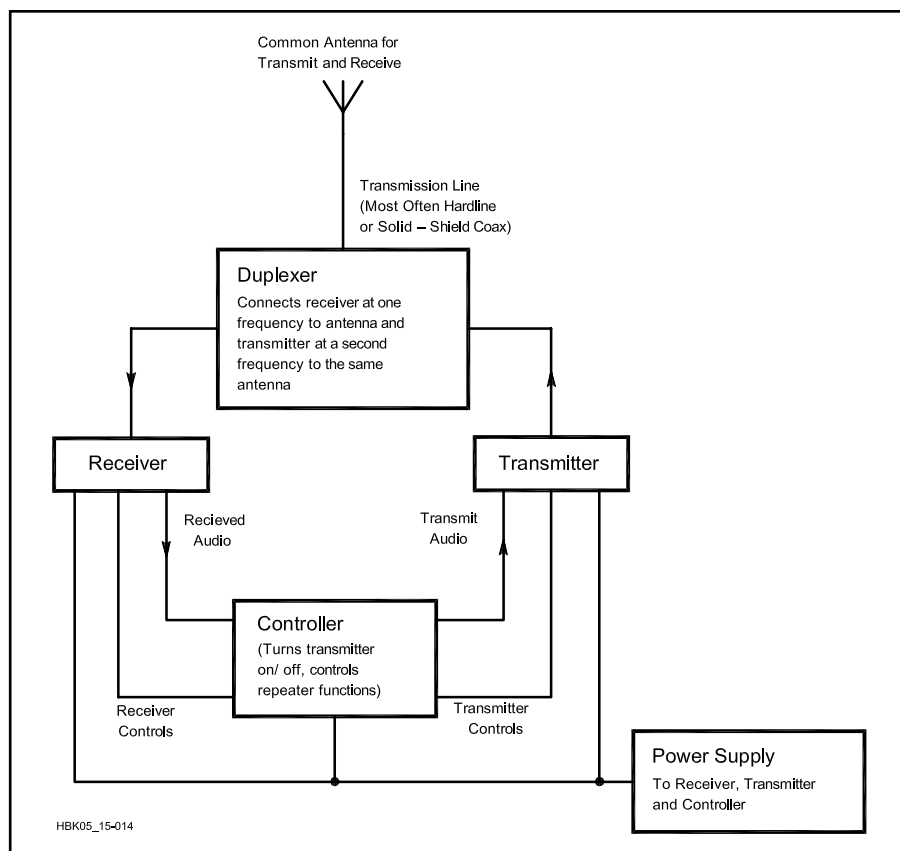 Common Antenna for
Transmit and Receive
Transmission Line
(Most Often Hardline
or Solid – Shield Coax)
Duplexer
Connects receiver at one
frequency to antenna and
transmitter at a second
frequency to the same
antenna
Receiver
Transmitter
Recieved
Audio
Transmit
Audio
Controller
(Turns transmitter
on/ off, controls
repeater functions)
Receiver
Controls
Transmitter
Controls
Power Supply
To Receiver, Transmitter
and Controller
HBK05_15-014